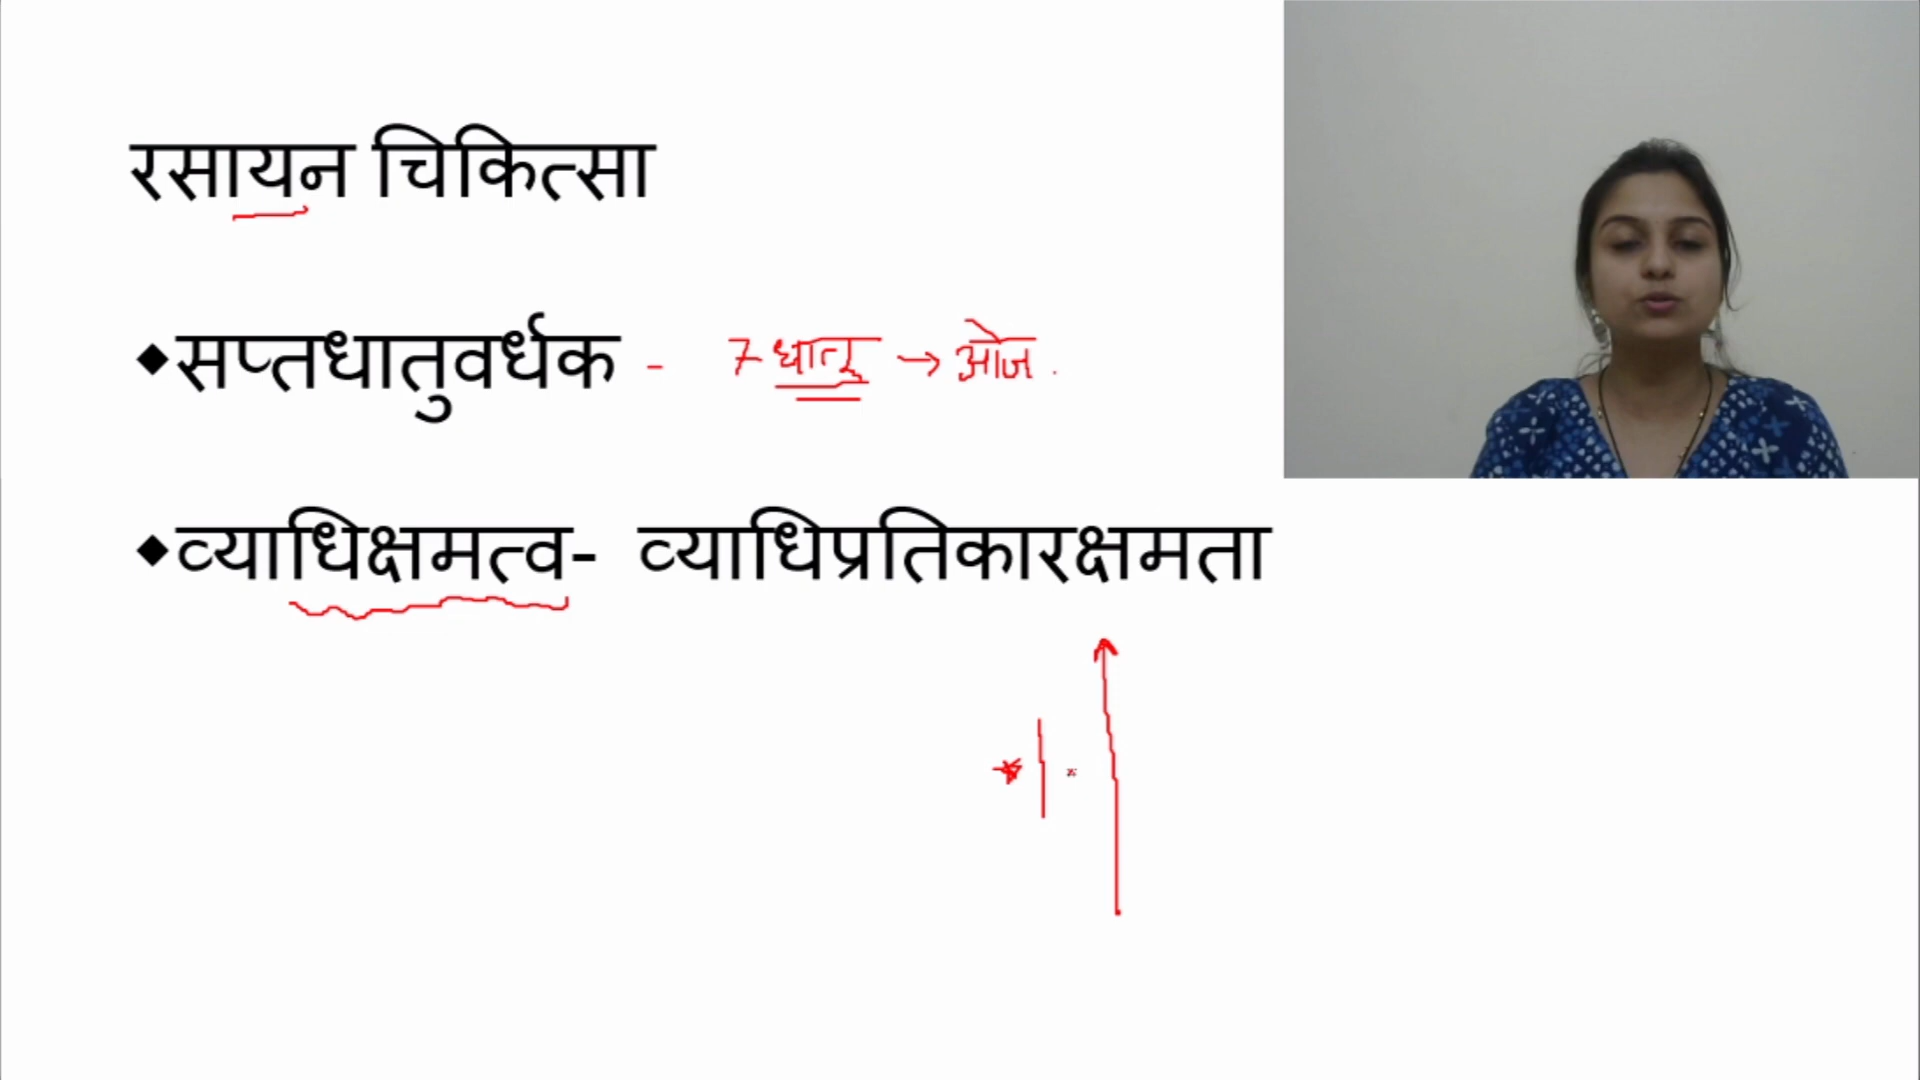 रसायन चिकित्सा
◆सप्तधातुवर्धक - 7 धातू → ओज.
◆व्याधिक्षमत्व- व्याधिप्रतिकारक्षमता